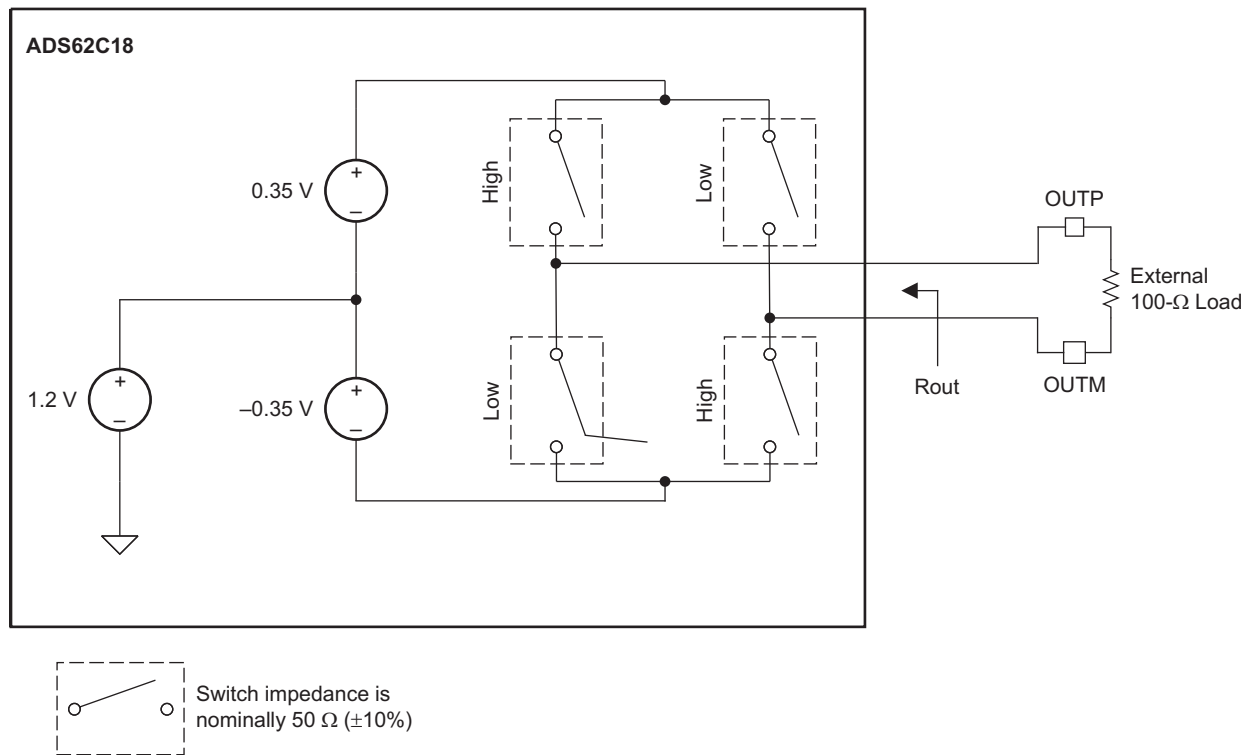 ADS62C18
0.35 V
High
Low
OUTP
External
100-Ω Load
1.2 V
–0.35 V
Low
High
Rout
OUTM
Switch impedance is
nominally 50 Ω (±10%)